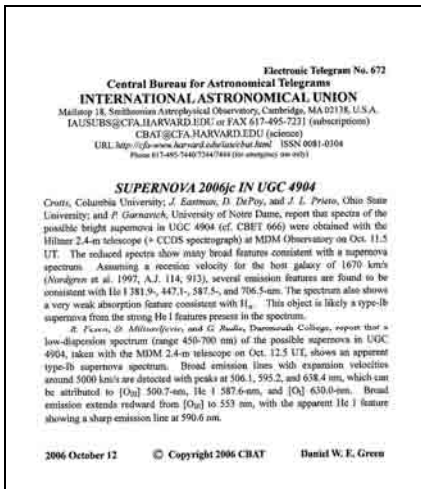 Electronic Telegram No. 672
Central Bureau for Astronomical Telegrams
INTERNATIONAL ASTRONOMICAL UNION
Mailstop 18, Smithsonian Astrophysical Observatory, Cambridge, MA 02138, U.S.A.
IAUSUBS@CFA.HARVARD.EDU or FAX 617-495-7231 (subscriptions)
CBAT@CFA.HARVARD.EDU (science)
URL http://cfa-www.harvard.edu/iau/cbat.html ISSN 0081-0304
Phone 617-495-7440/7244/7444 (for emergency use only)
SUPERNOVA 2006jc IN UGC 4904
Crotts, Columbia University; J. Eastman, D. DePoy, and J. L. Prieto, Ohio State
University; and P. Garnavich, University of Notre Dame, report that spectra of the
possible bright supernova in UGC 4904 (cf. CBET 666) were obtained with the
Hiltner 2.4-m telescope (+ CCDS spectrograph) at MDM Observatory on Oct. 11.5
UT. The reduced spectra show many broad features consistent with a supernova
spectrum. Assuming a recession velocity for the host galaxy of 1670 km/s
(Nordgren et al. 1997, A.J. 114, 913), several emission features are found to be
consistent with He I 381.9-, 447.1-, 587.5-, and 706.5-nm. The spectrum also shows
a very weak absorption feature consistent with H. This object is likely a type-Ib
supernova from the strong He I features present in the spectrum.
R. Fesen, D. Milisavljevic, and G. Rudie, Dartmouth College, report that a
low-dispersion spectrum (range 450-700 nm) of the possible supernova in UGC
4904, taken with the MDM 2.4-m telescope on Oct. 12.5 UT, shows an apparent
type-Ib supernova spectrum. Broad emission lines with expansion velocities
around 5000 km/s are detected with peaks at 506.1, 595.2, and 638.4 nm, which can
be attributed to [OIII] 500.7-nm, He I 587.6-nm, and [OI] 630.0-nm. Broad
emission extends redward from [OIII] to 553 nm, with the apparent He I feature
showing a sharp emission line at 590.6 nm.
2006 October 12 © Copyright 2006 CBAT Daniel W. E. Green